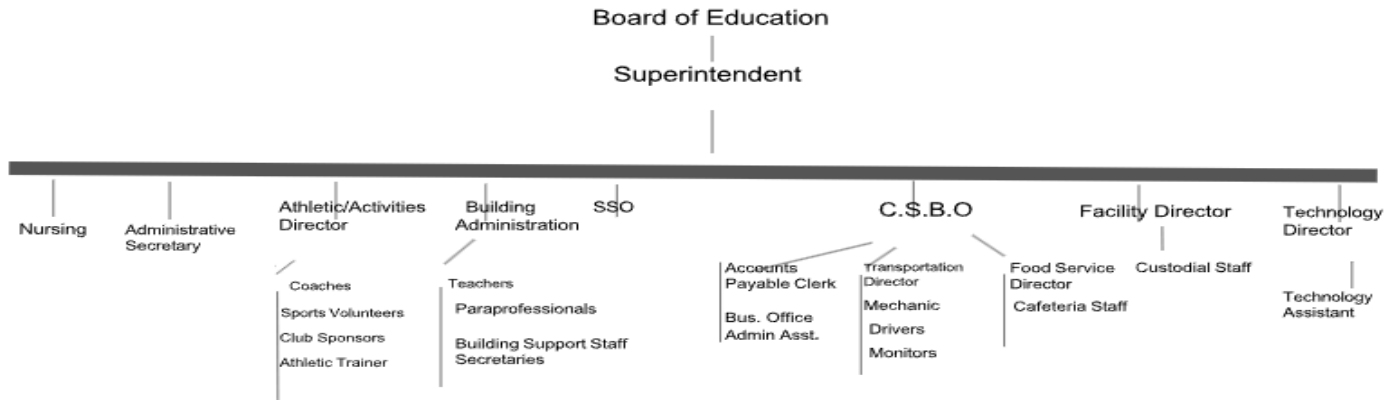 Board of Education
Superintendent
Nursing
Administrative
Secretary
Athletic/Activities
Director
Building
Administration
SSO
C.S.B.O
Facility Director
Technology
Director
Coaches
Sports Volunteers
Club Sponsors
Athletic Trainer
Teachers
Paraprofessionals
Building Support Staff
Secretaries
Accounts
Payable Clerk
Bus. Office
Admin Asst.
Transportation
Director
Mechanic
Drivers
Monitors
Food Service
Director
Cafeteria Staff
Custodial Staff
Technology
Assistant